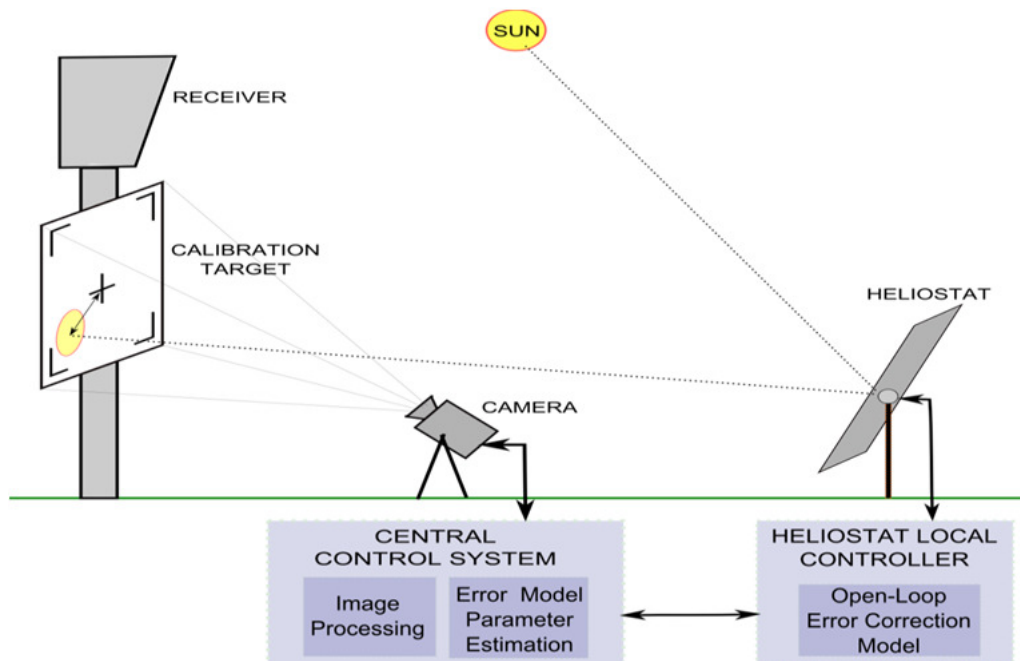 SUN
RECEIVER
CALIBRATION
TARGET
HELIOSTAT
CAMERA
CENTRAL
CONTROL SYSTEM
Image
Processing
Error Model
Parameter
Estimation
HELIOSTAT LOCAL
CONTROLLER
Open-Loop
Error Correction
Model